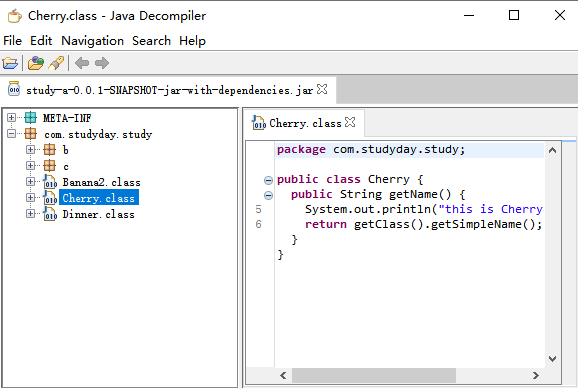 Cherry.class - Java Decompiler
File Edit Navigation Search Help
study-a-0.0.1-SNAPSHOT-jar-with-dependencies.jar
META-INF
com.studyday.study
b
c
Banana2.class
Cherry.class
Dinner.class
Cherry.class
package com.studyday.study;
public class Cherry {
public String getName() {
5 System.out.println("this is Cherry
6 return getClass().getSimpleName();
}
}